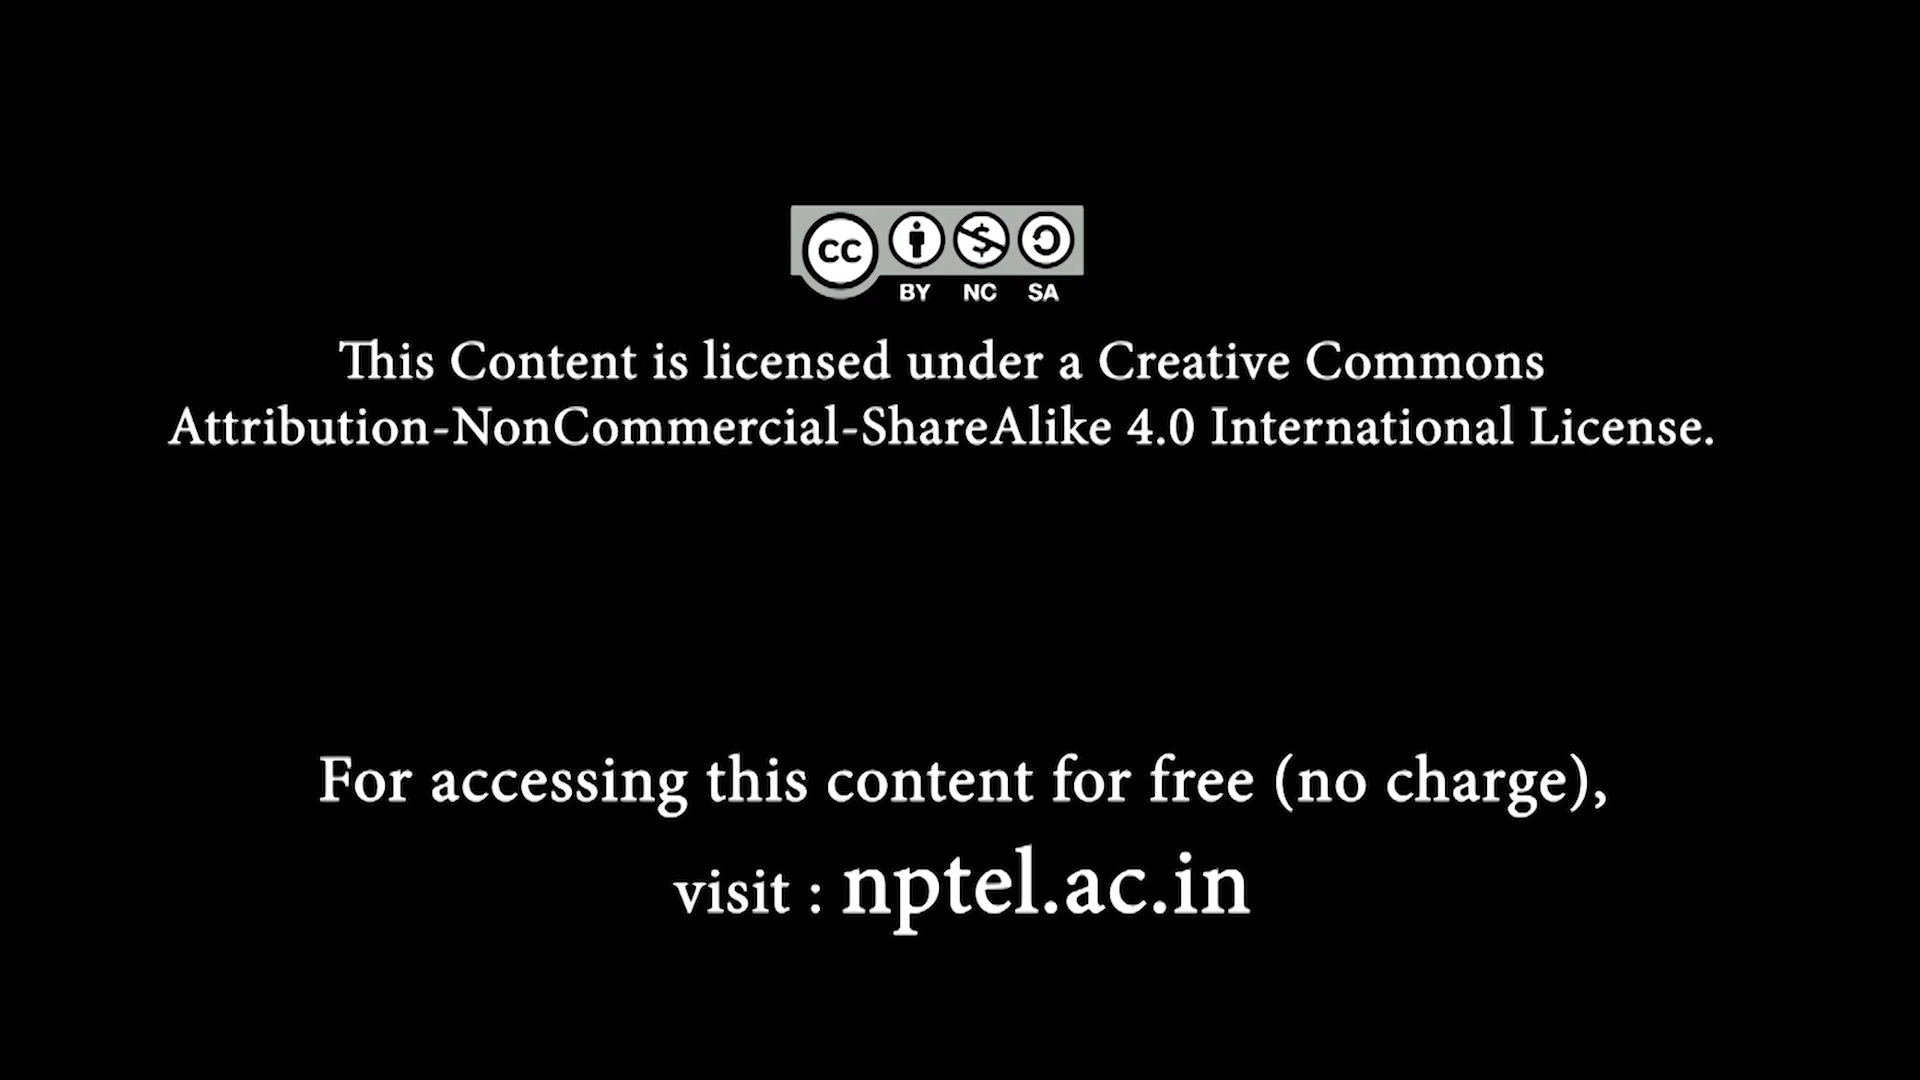 cc
BY NC SA
This Content is licensed under a Creative Commons
Attribution-NonCommercial-ShareAlike 4.0 International License.
For accessing this content for free (no charge),
visit : nptel.ac.in